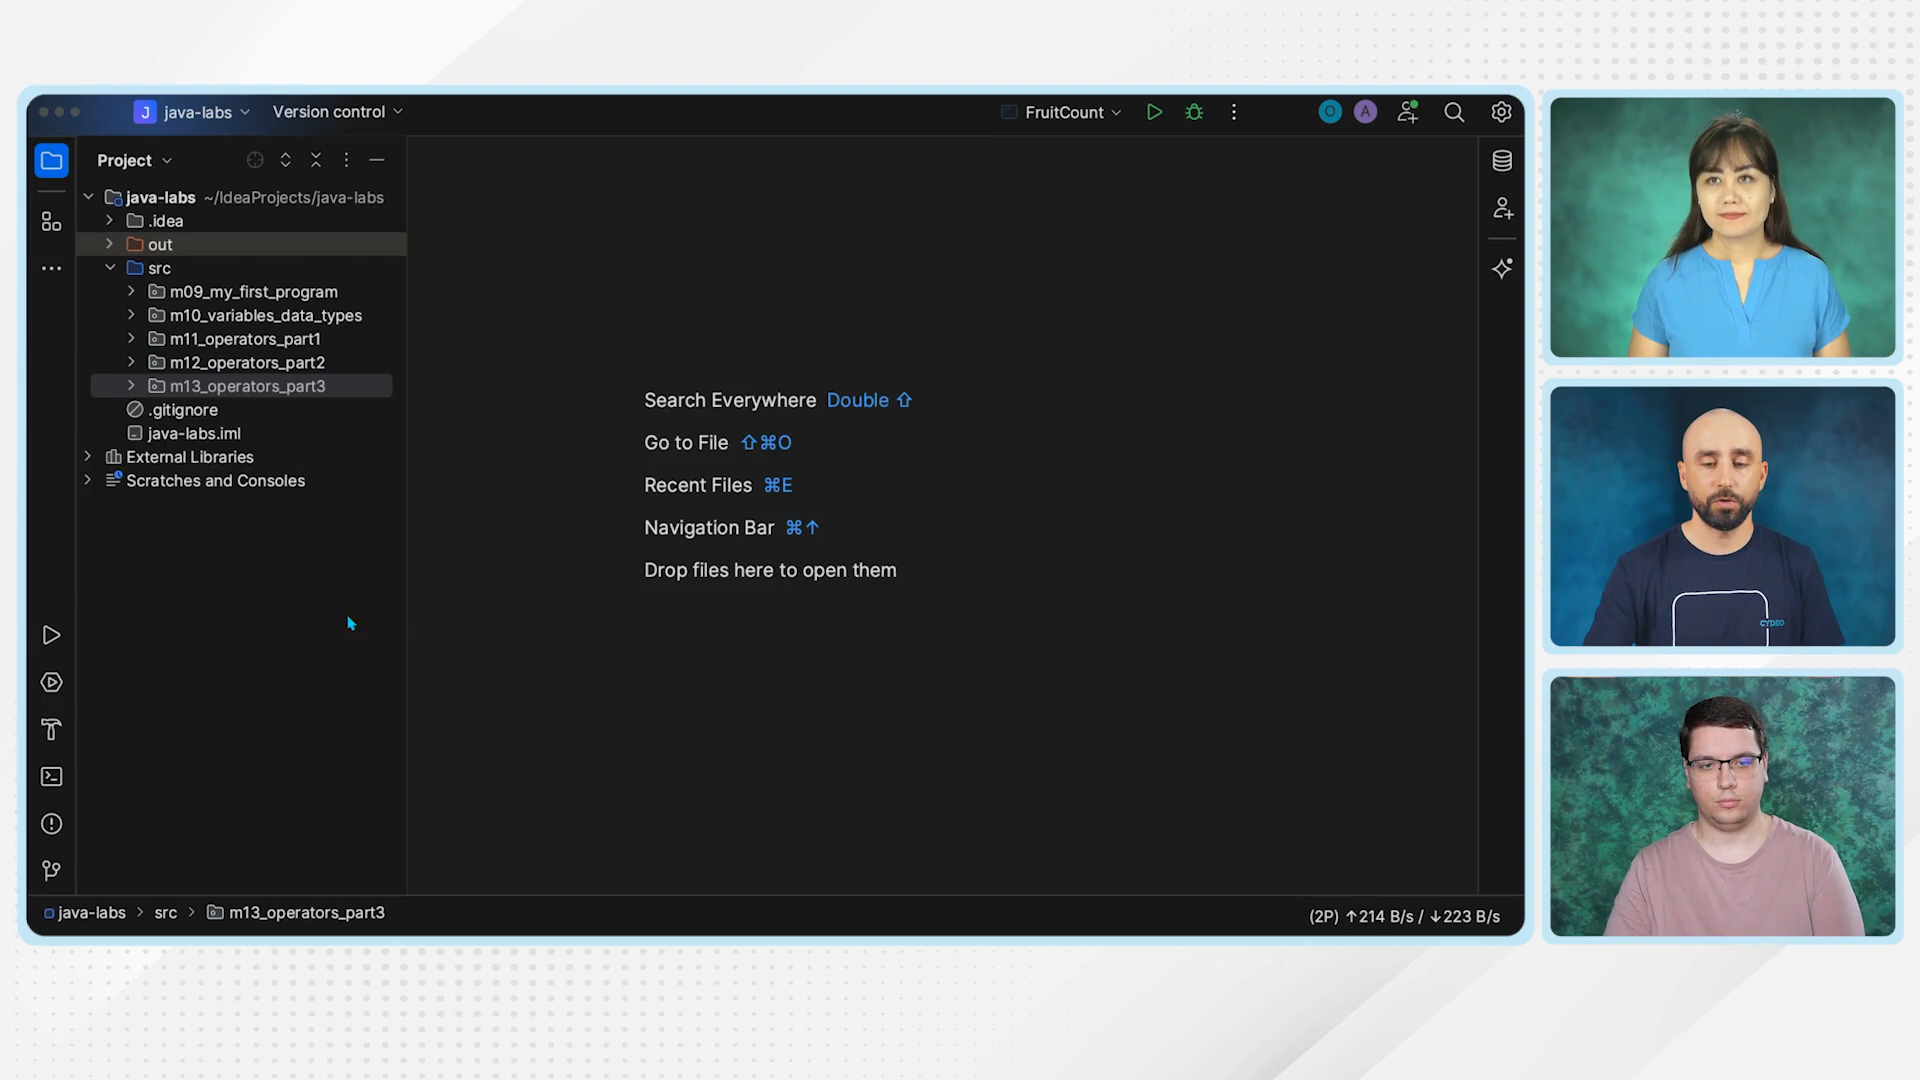 J java-labs Version control FruitCount O A
Project
java-labs ~/IdeaProjects/java-labs
.idea
out
src
m09_my_first_program
m10_variables_data_types
m11_operators_part1
m12_operators_part2
m13_operators_part3
.gitignore
java-labs.iml
External Libraries
Scratches and Consoles
Search Everywhere Double ⇧
Go to File ⇧⌘O
Recent Files ⌘E
Navigation Bar ⌘↑
Drop files here to open them
java-labs > src > m13_operators_part3
(2P) ↑214 B/s / ↓223 B/s
CYDEO